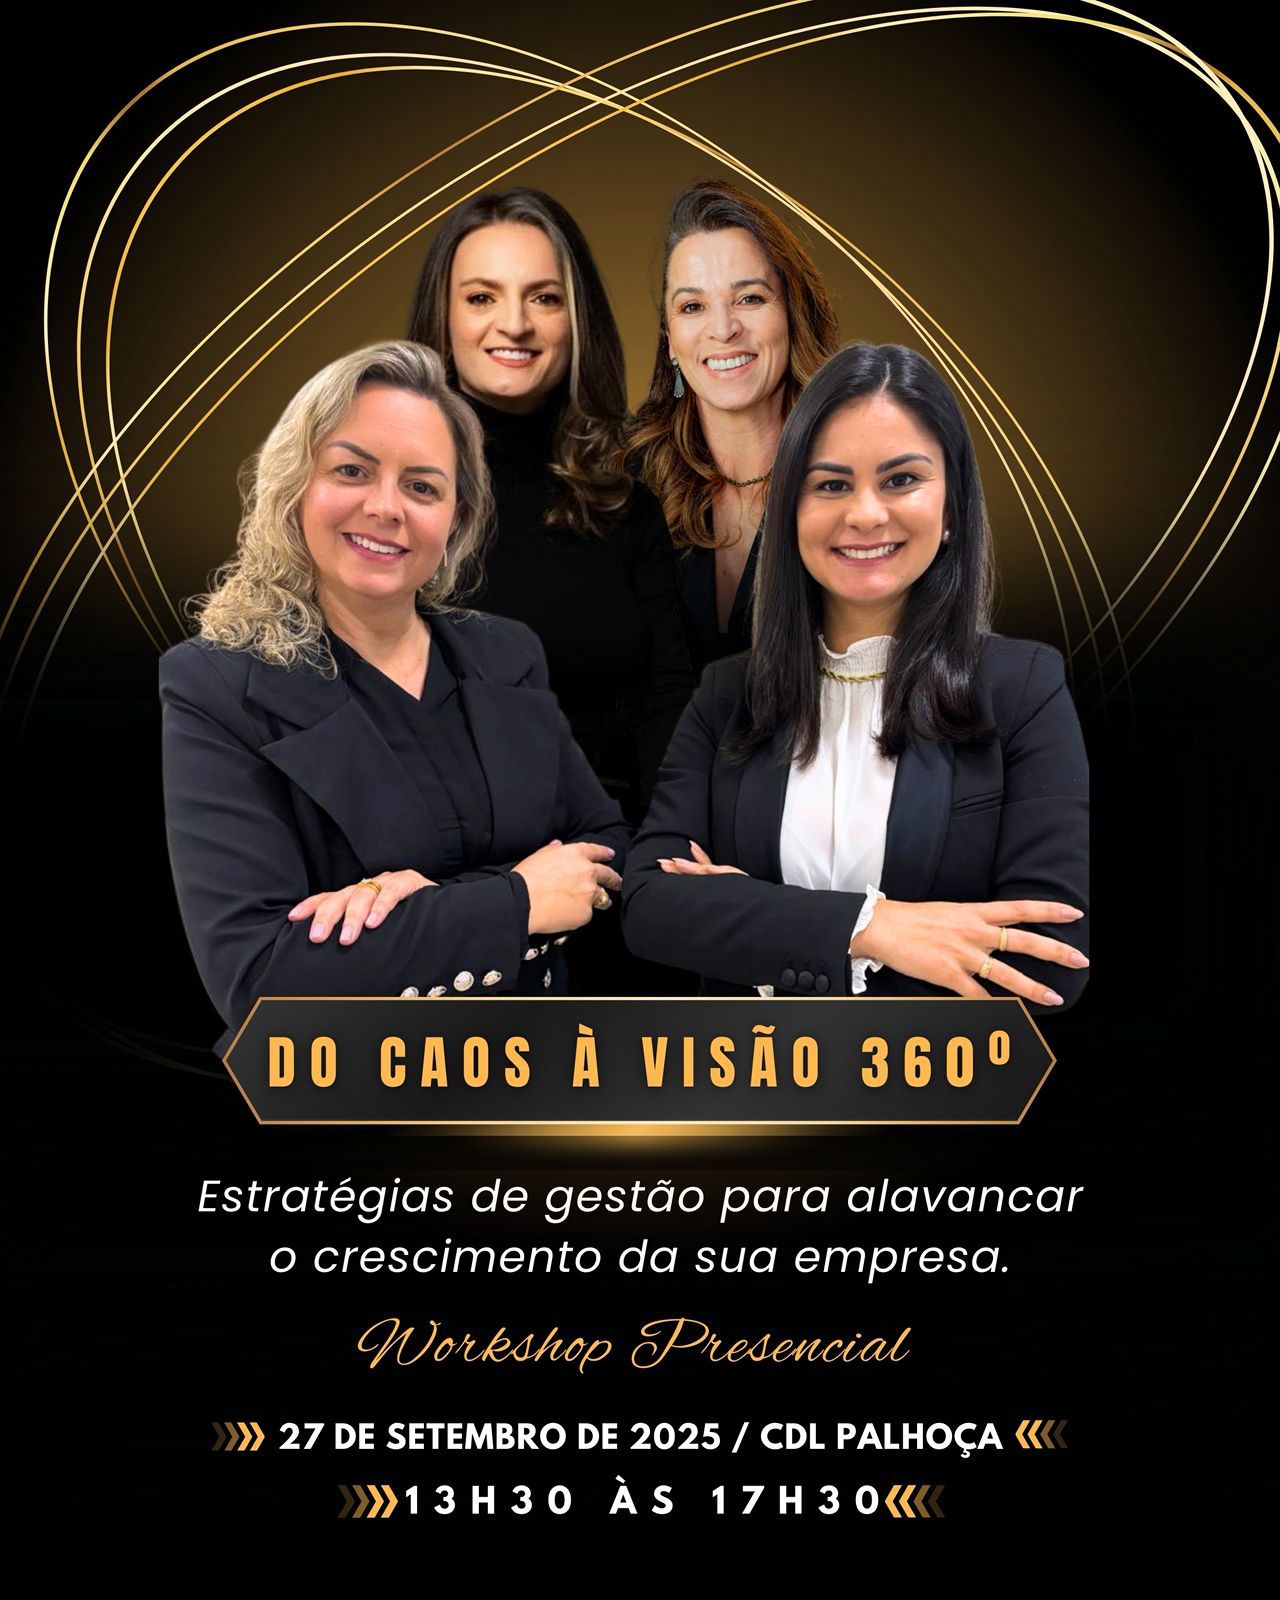 DO CAOS À VISÃO 360º
Estratégias de gestão para alavancar
o crescimento da sua empresa.
Workshop Presencial
27 DE SETEMBRO DE 2025 / CDL PALHOÇA
13H30 ÀS 17H30